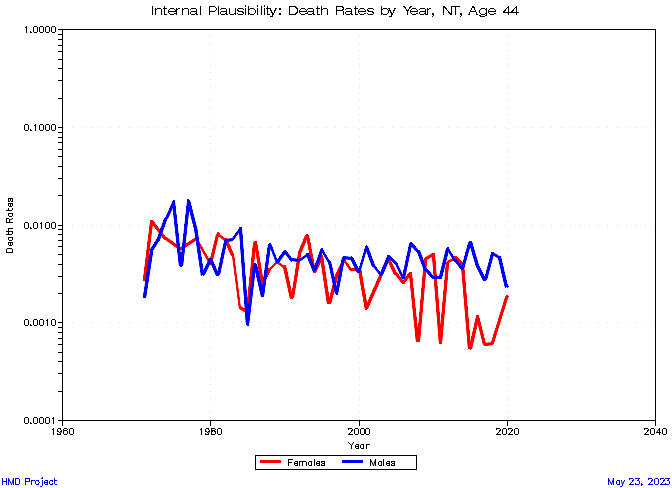 Internal Plausibility: Death Rates by Year, NT, Age 44
1.0000
0.1000
0.0100
0.0010
0.0001
Death Rates
1960
1980
2000
2020
2040
Year
Females
Males
HMD Project
May 23, 2023